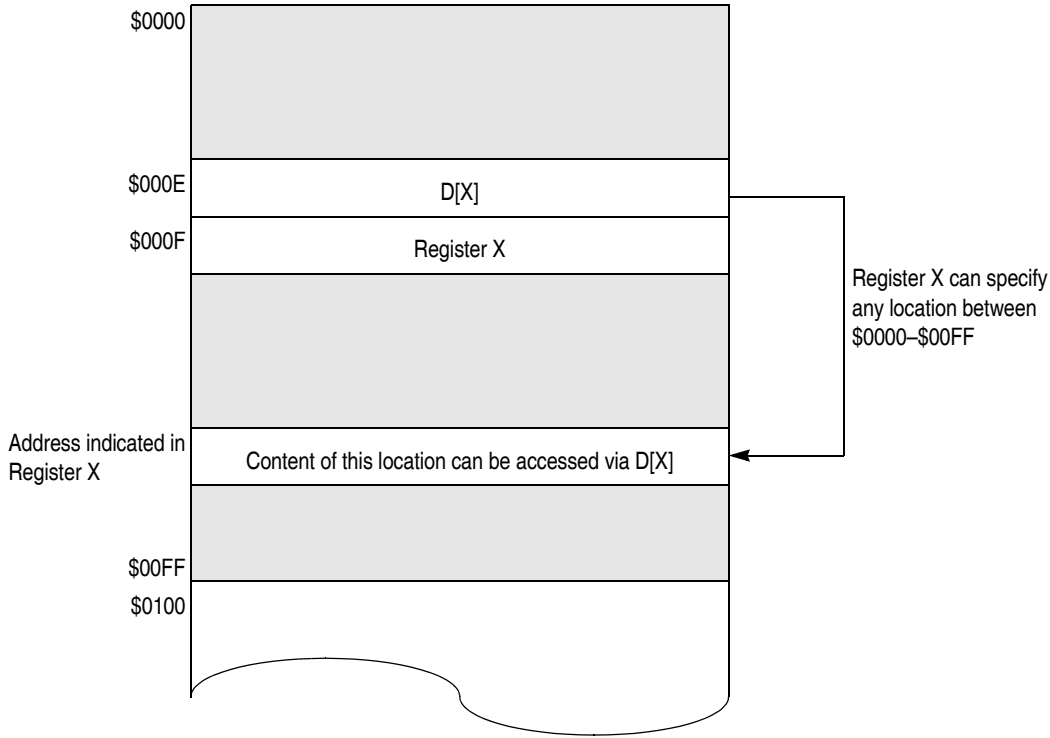 $0000
$000E
D[X]
$000F
Register X
Register X can specify
any location between
$0000–$00FF
Address indicated in
Register X
Content of this location can be accessed via D[X]
$00FF
$0100